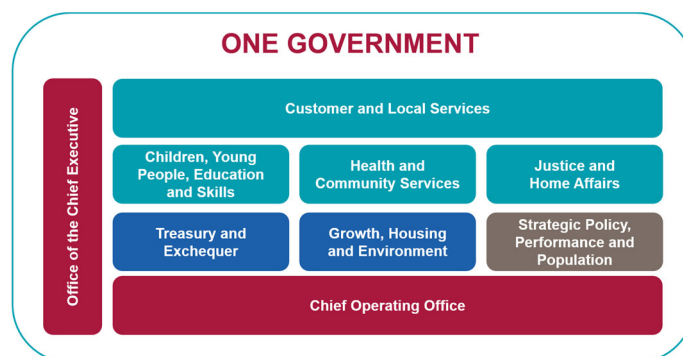 ONE GOVERNMENT
Office of the Chief Executive
Customer and Local Services
Children, Young
People, Education
and Skills
Health and
Community Services
Justice and
Home Affairs
Treasury and
Exchequer
Growth, Housing
and Environment
Strategic Policy,
Performance and
Population
Chief Operating Office